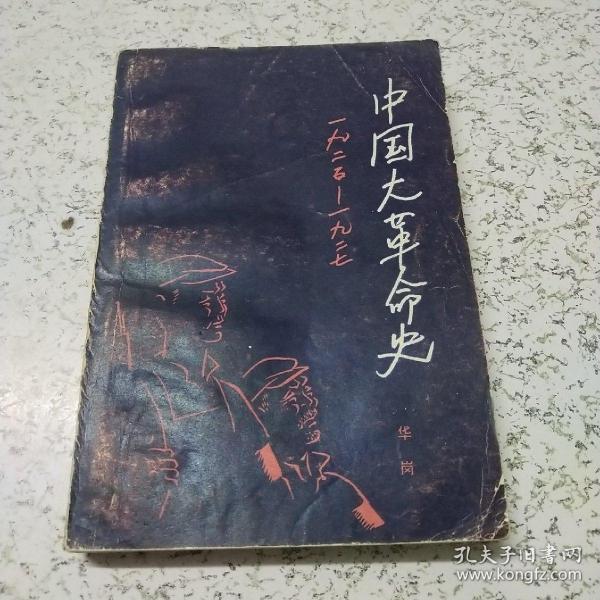 中国大革命史
一九二五—一九二七
华岗
孔夫子旧书网
www.kongfz.com